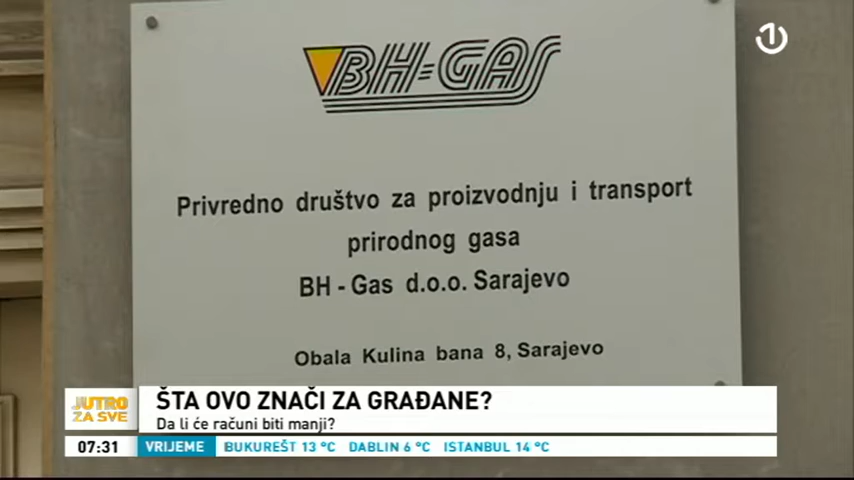 BH-GAS
Privredno društvo za proizvodnju i transport
prirodnog gasa
BH - Gas d.o.o. Sarajevo
Obala Kulina bana 8, Sarajevo
JUTRO
ZA SVE
ŠTA OVO ZNAČI ZA GRAĐANE?
Da li će računi biti manji?
07:31 VRIJEME BUKUREŠT 13 °C DABLIN 6 °C ISTANBUL 14 °C